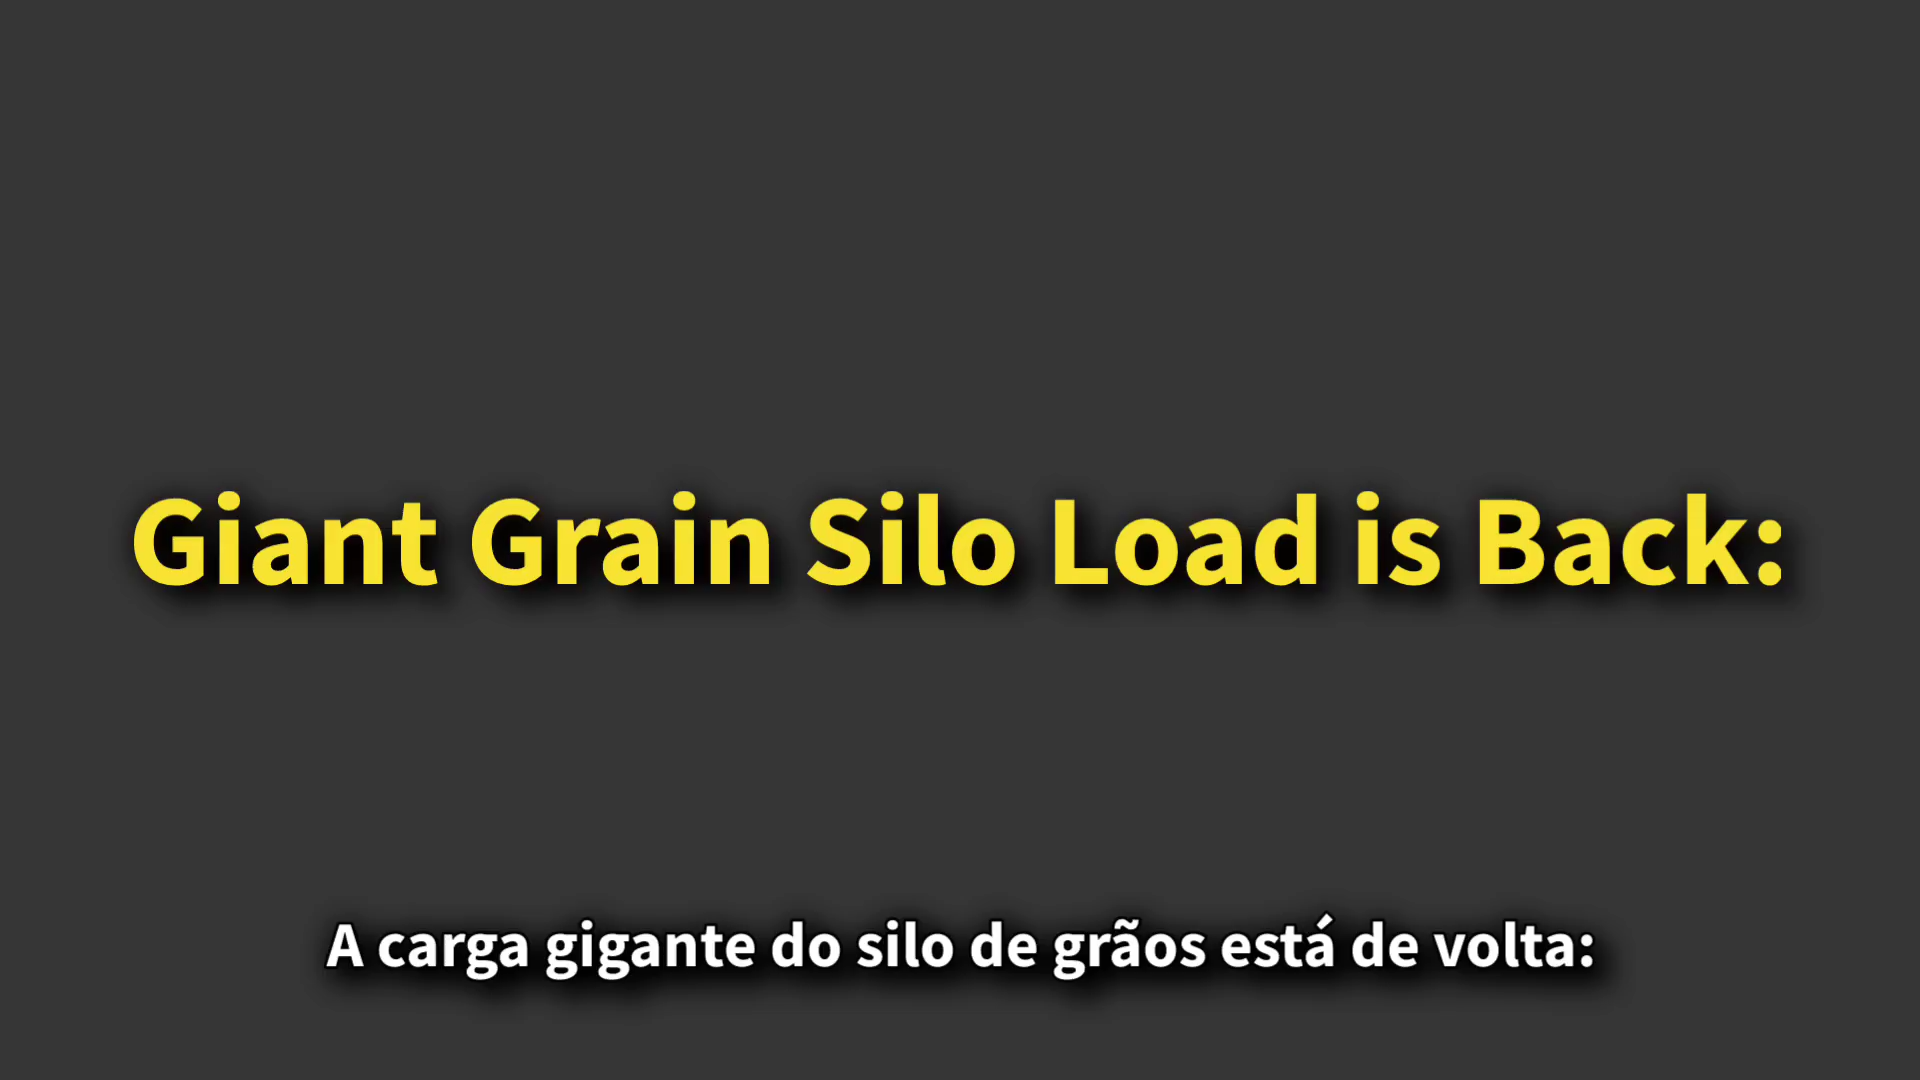 Giant Grain Silo Load is Back:
A carga gigante do silo de grãos está de volta: